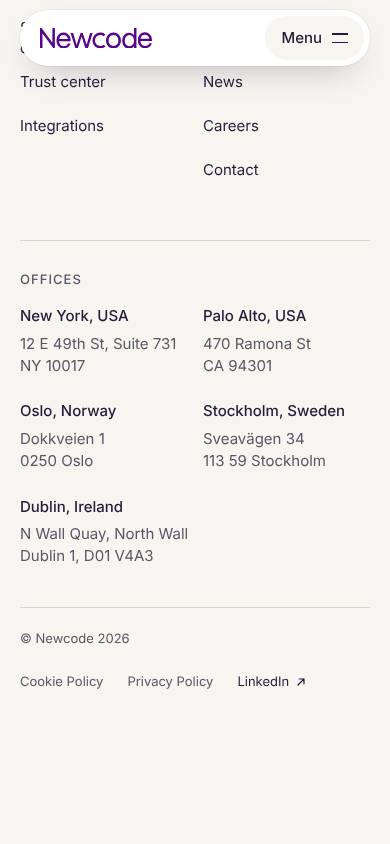 Newcode
Menu
Trust center
News
Integrations
Careers
Contact
OFFICES
New York, USA
12 E 49th St, Suite 731
NY 10017
Palo Alto, USA
470 Ramona St
CA 94301
Oslo, Norway
Dokkveien 1
0250 Oslo
Stockholm, Sweden
Sveavägen 34
113 59 Stockholm
Dublin, Ireland
N Wall Quay, North Wall
Dublin 1, D01 V4A3
© Newcode 2026
Cookie Policy
Privacy Policy
LinkedIn ↗